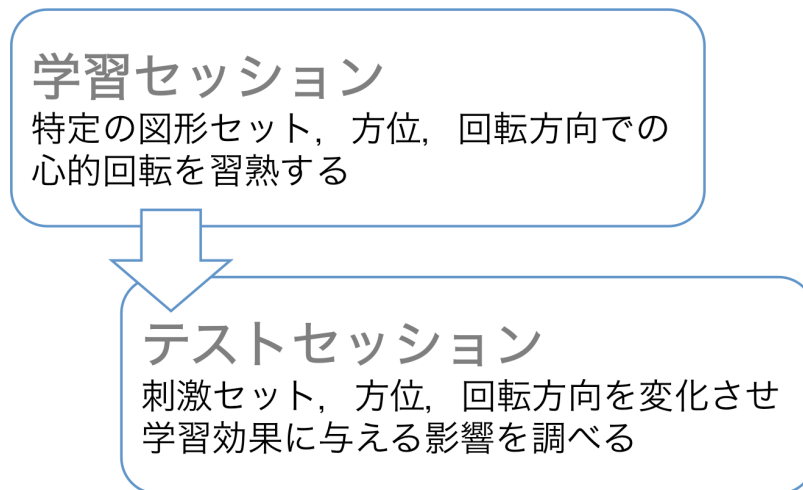 学習セッション
特定の図形セット，方位，回転方向での
心的回転を習熟する
テストセッション
刺激セット，方位，回転方向を変化させ
学習効果に与える影響を調べる